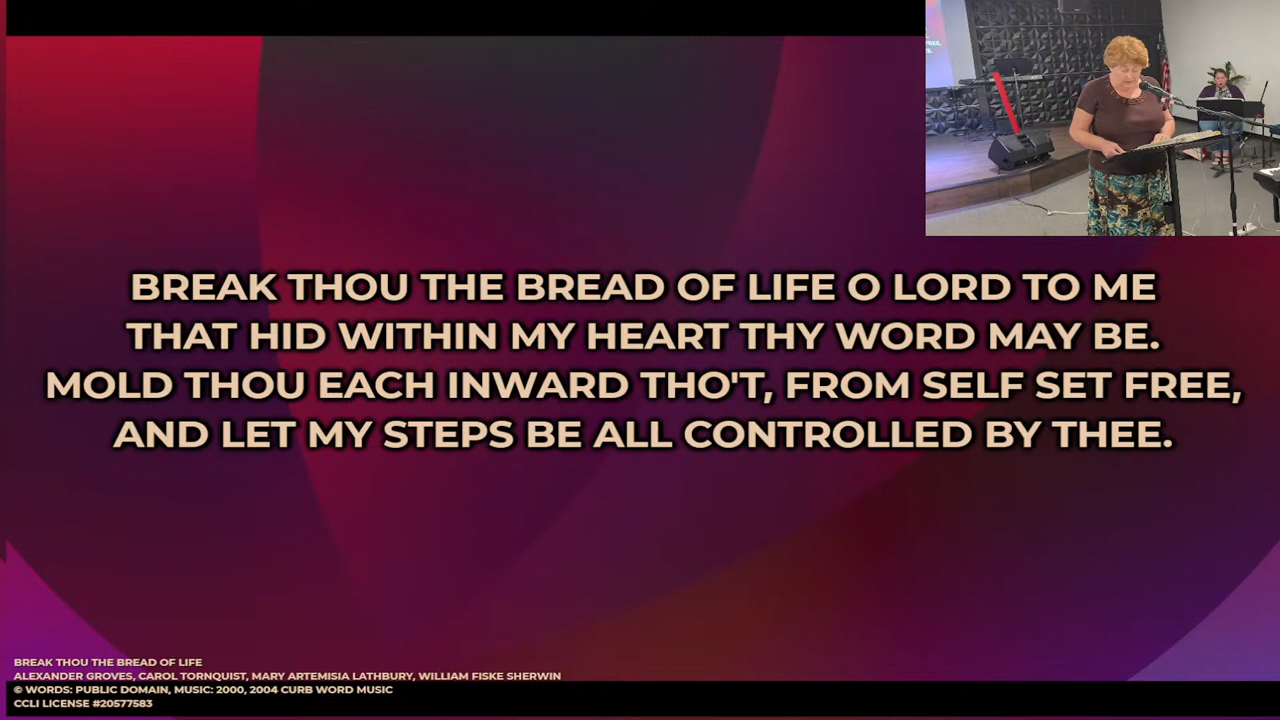 BREAK THOU THE BREAD OF LIFE O LORD TO ME
THAT HID WITHIN MY HEART THY WORD MAY BE.
MOLD THOU EACH INWARD THO'T, FROM SELF SET FREE,
AND LET MY STEPS BE ALL CONTROLLED BY THEE.
BREAK THOU THE BREAD OF LIFE
ALEXANDER GROVES, CAROL TORNQUIST, MARY ARTEMISIA LATHBURY, WILLIAM FISKE SHERWIN
© WORDS: PUBLIC DOMAIN, MUSIC: 2000, 2004 CURB WORD MUSIC
CCLI LICENSE #20577583